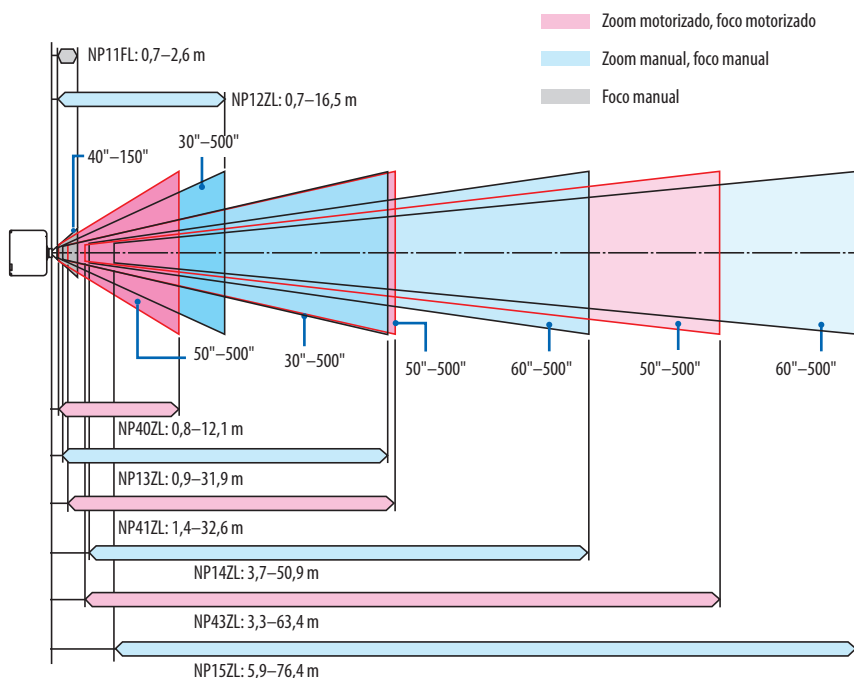 Zoom motorizado, foco motorizado
Zoom manual, foco manual
Foco manual
NP11FL: 0,7–2,6 m
NP12ZL: 0,7–16,5 m
30"–500"
40"–150"
50"–500"
30"–500"
50"–500"
60"–500"
50"–500"
60"–500"
NP40ZL: 0,8–12,1 m
NP13ZL: 0,9–31,9 m
NP41ZL: 1,4–32,6 m
NP14ZL: 3,7–50,9 m
NP43ZL: 3,3–63,4 m
NP15ZL: 5,9–76,4 m